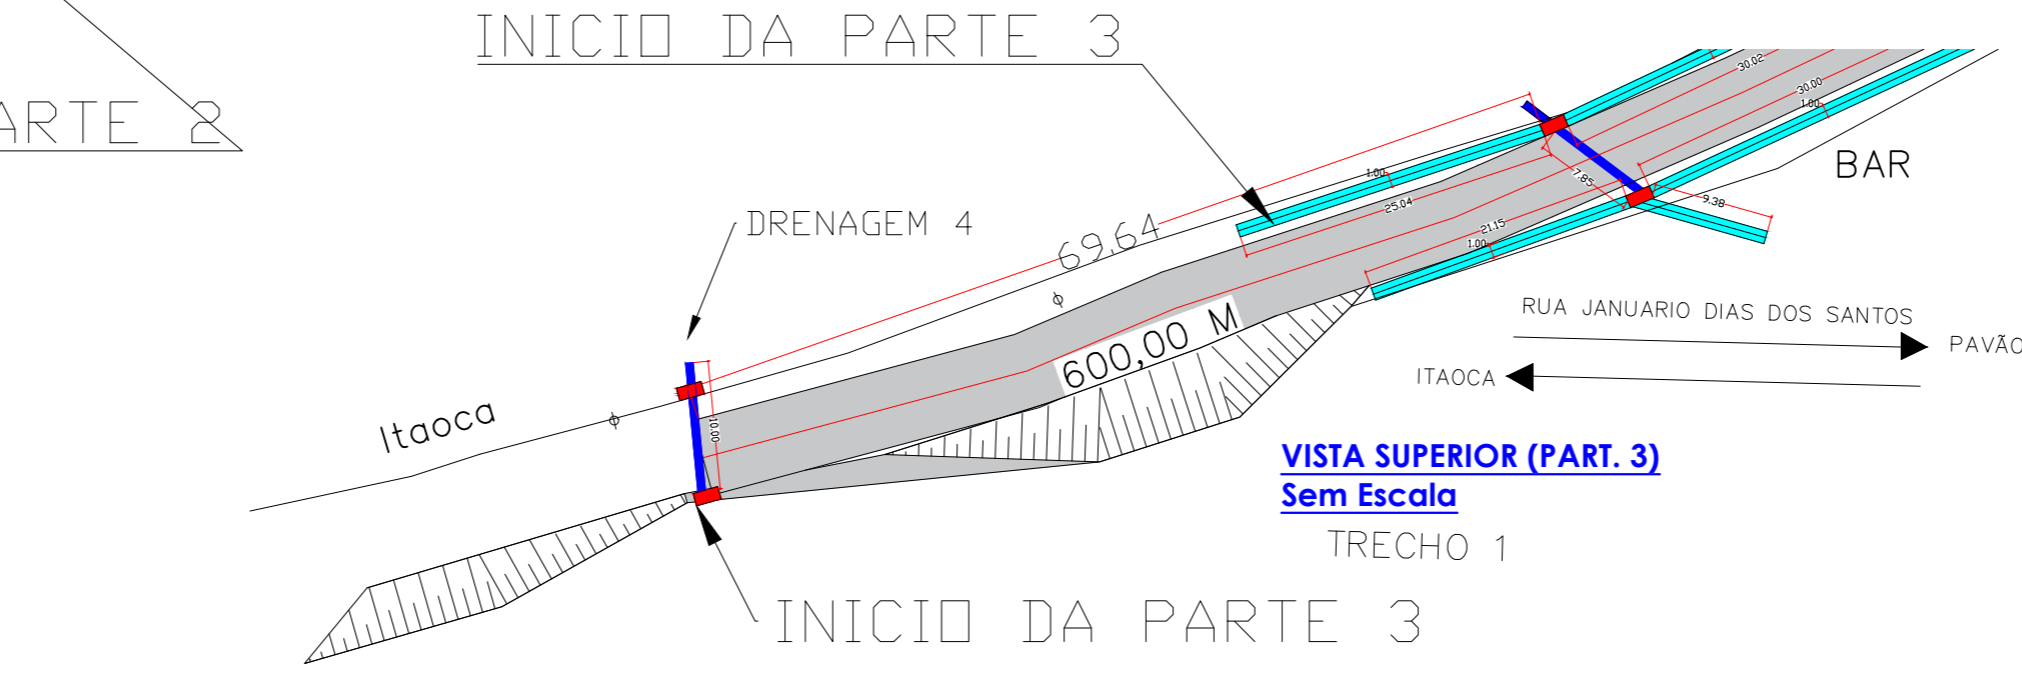 INICIO DA PARTE 3
ARTE 2
30.02
30.00
1.00
BAR
1.00
7.85
9.38
25.04
21.15
1.00
DRENAGEM 4
69.64
RUA JANUARIO DIAS DOS SANTOS
PAVÃO
ITAOCA
600,00 M
Itaoca
10.00
VISTA SUPERIOR (PART. 3)
Sem Escala
TRECHO 1
INICIO DA PARTE 3